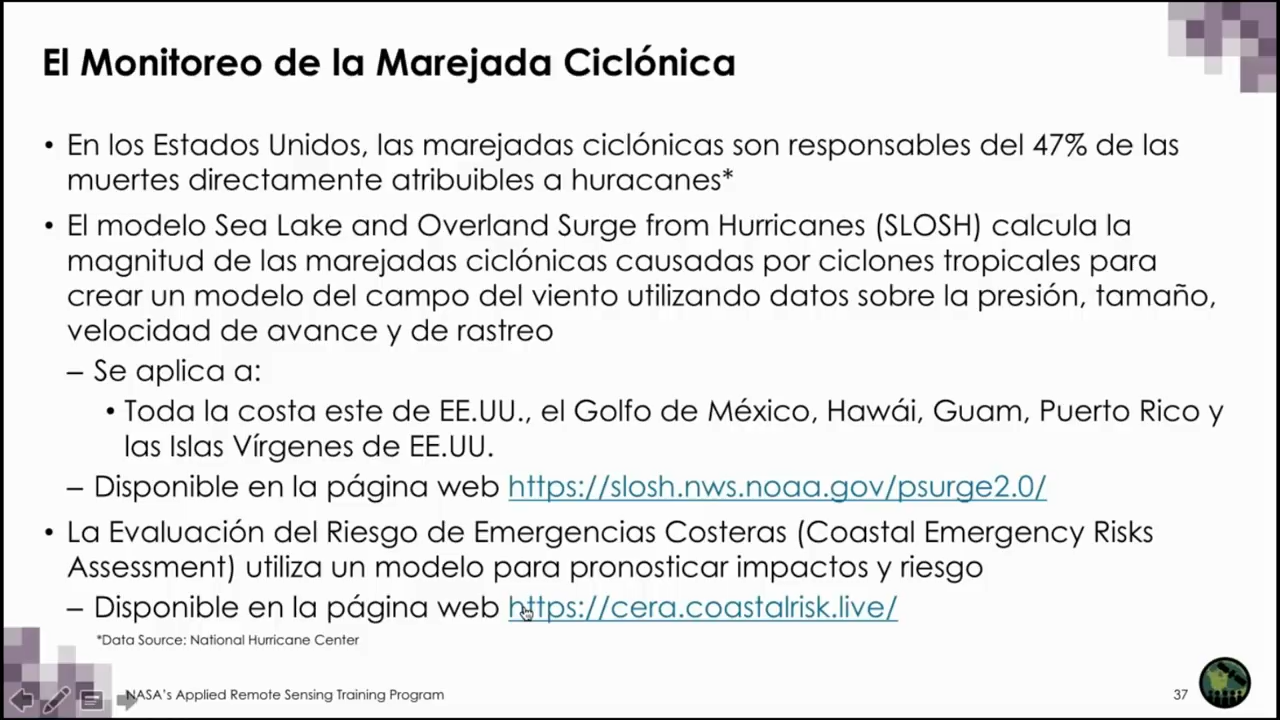 El Monitoreo de la Marejada Ciclónica
• En los Estados Unidos, las marejadas ciclónicas son responsables del 47% de las
muertes directamente atribuibles a huracanes*
• El modelo Sea Lake and Overland Surge from Hurricanes (SLOSH) calcula la
magnitud de las marejadas ciclónicas causadas por ciclones tropicales para
crear un modelo del campo del viento utilizando datos sobre la presión, tamaño,
velocidad de avance y de rastreo
– Se aplica a:
• Toda la costa este de EE.UU., el Golfo de México, Hawái, Guam, Puerto Rico y
las Islas Vírgenes de EE.UU.
– Disponible en la página web https://slosh.nws.noaa.gov/psurge2.0/
• La Evaluación del Riesgo de Emergencias Costeras (Coastal Emergency Risks
Assessment) utiliza un modelo para pronosticar impactos y riesgo
– Disponible en la página web https://cera.coastalrisk.live/
*Data Source: National Hurricane Center
NASA's Applied Remote Sensing Training Program
37